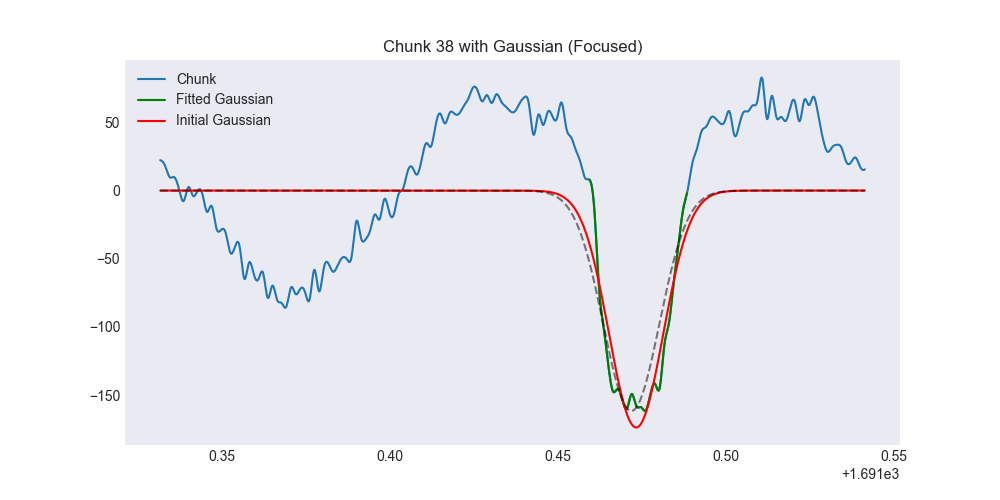 Chunk 38 with Gaussian (Focused)
Chunk
Fitted Gaussian
Initial Gaussian
50
0
−50
−100
−150
0.35 0.40 0.45 0.50 0.55
+1.691e3